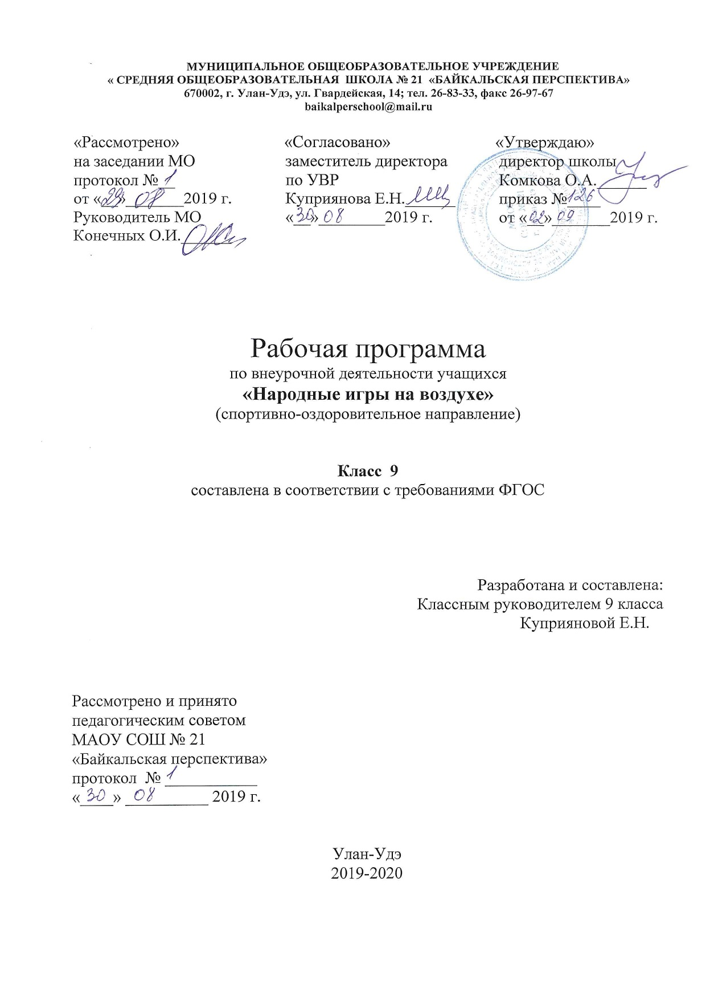 МУНИЦИПАЛЬНОЕ ОБЩЕОБРАЗОВАТЕЛЬНОЕ УЧРЕЖДЕНИЕ
« СРЕДНЯЯ ОБЩЕОБРАЗОВАТЕЛЬНАЯ ШКОЛА № 21 «БАЙКАЛЬСКАЯ ПЕРСПЕКТИВА»
670002, г. Улан-Удэ, ул. Гвардейская, 14; тел. 26-83-33, факс 26-97-67
baikalperschool@mail.ru
«Рассмотрено»
на заседании МО
протокол № 1
от «29» 08 2019 г.
Руководитель МО
Конечных О.И.
«Согласовано»
заместитель директора
по УВР
Куприянова Е.Н.
«30» 08 2019 г.
«Утверждаю»
директор школы
Комкова О.А.
приказ № 126
от «02» 09 2019 г.
Рабочая программа
по внеурочной деятельности учащихся
«Народные игры на воздухе»
(спортивно-оздоровительное направление)
Класс 9
составлена в соответствии с требованиями ФГОС
Разработана и составлена:
Классным руководителем 9 класса
Куприяновой Е.Н.
Рассмотрено и принято
педагогическим советом
МАОУ СОШ № 21
«Байкальская перспектива»
протокол № 1
«30» 08 2019 г.
Улан-Удэ
2019-2020